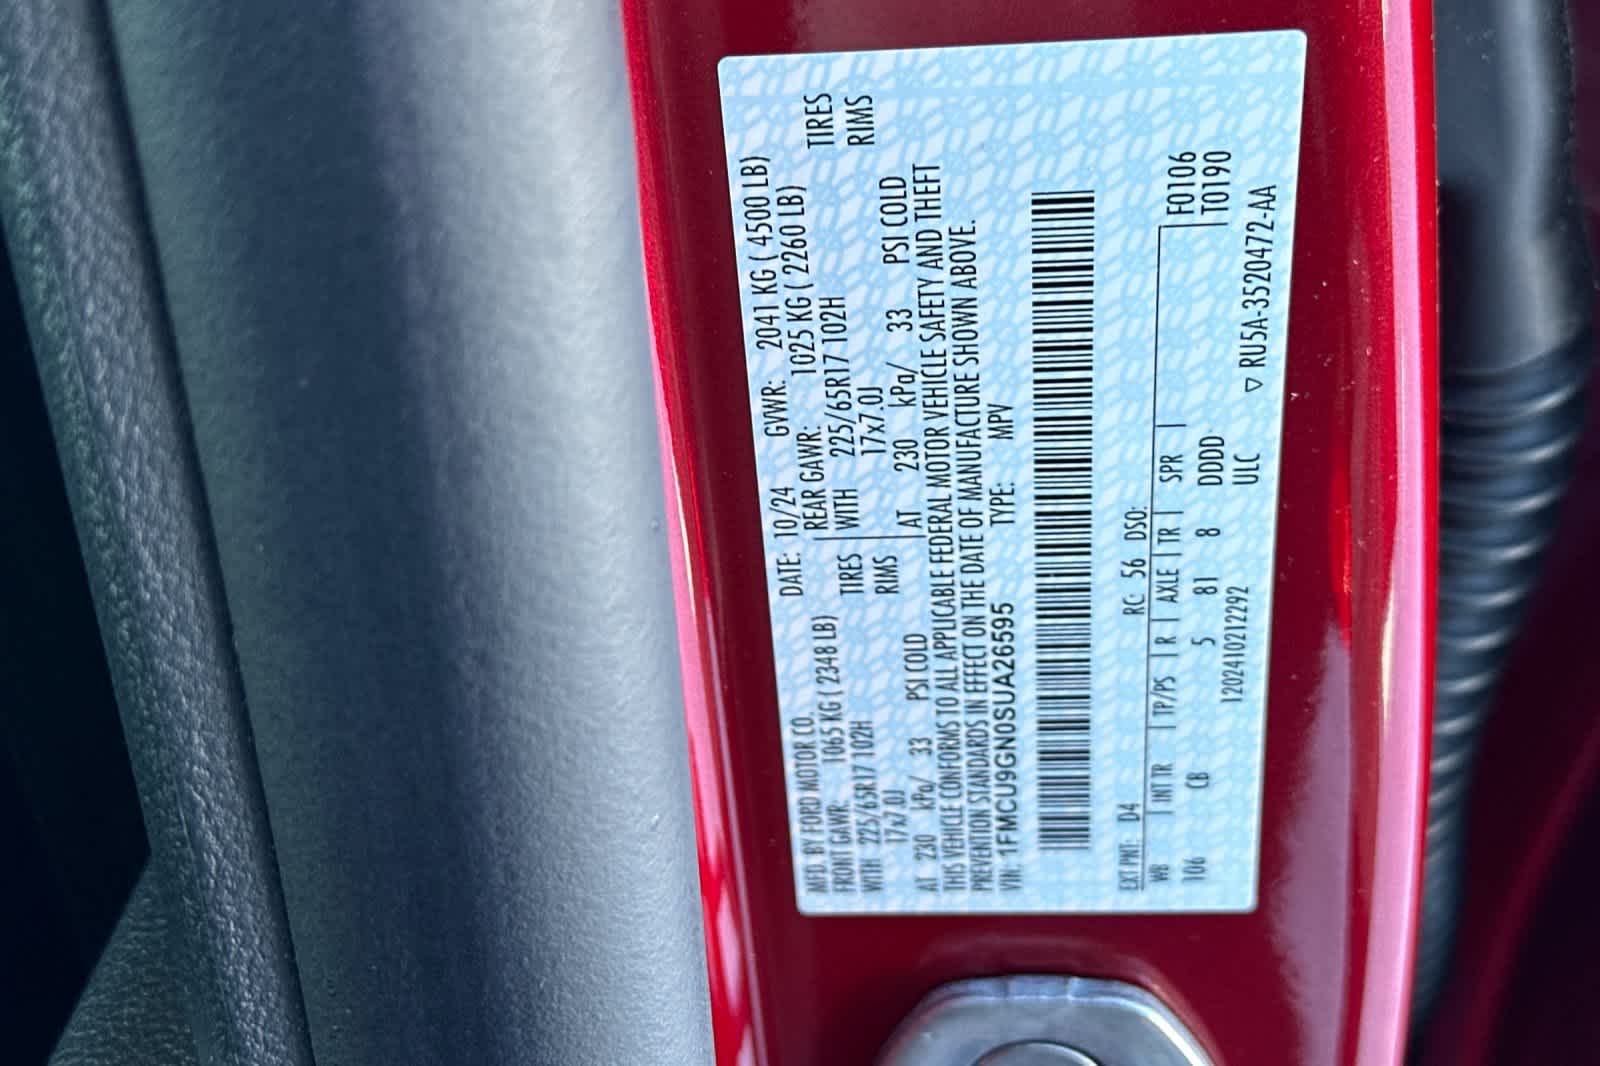 MFD. BY FORD MOTOR CO. DATE: 10/24 GVWR: 2041 KG ( 4500 LB)
FRONT GAWR: 1065 KG ( 2348 LB) REAR GAWR: 1025 KG ( 2260 LB)
WITH 225/65R17 102H TIRES WITH 225/65R17 102H TIRES
17x7.0J RIMS 17x7.0J RIMS
AT 230 kPa/ 33 PSI COLD AT 230 kPa/ 33 PSI COLD
THIS VEHICLE CONFORMS TO ALL APPLICABLE FEDERAL MOTOR VEHICLE SAFETY AND THEFT
PREVENTION STANDARDS IN EFFECT ON THE DATE OF MANUFACTURE SHOWN ABOVE.
VIN: 1FMCU9GN0SUA26595 TYPE: MPV
EXT PNT: D4 RC: 56 DSO:
WB INT TR TP/PS R AXLE TR SPR F0106
106 CB 5 81 8 DDDD T0190
1202410212292 ULC ▽ RU5A-3520472-AA